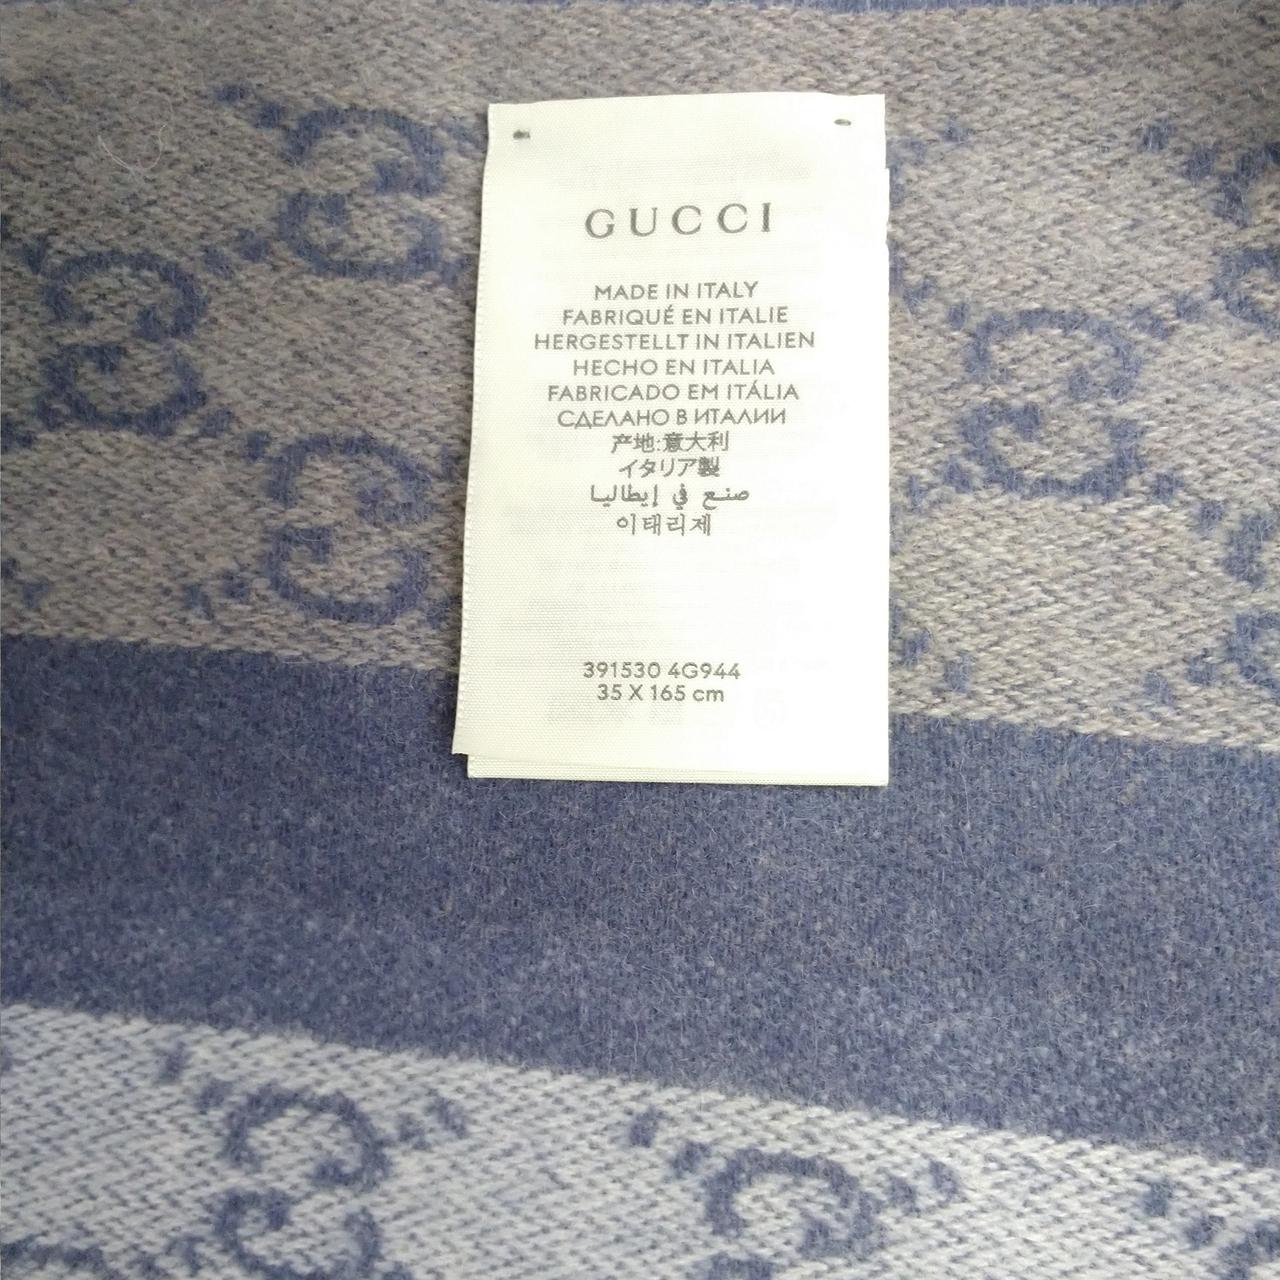 GUCCI
MADE IN ITALY
FABRIQUÉ EN ITALIE
HERGESTELLT IN ITALIEN
HECHO EN ITALIA
FABRICADO EM ITÁLIA
СДЕЛАНО В ИТАЛИИ
产地:意大利
イタリア製
صنع في إيطاليا
이태리제
391530 4G944
35 X 165 cm